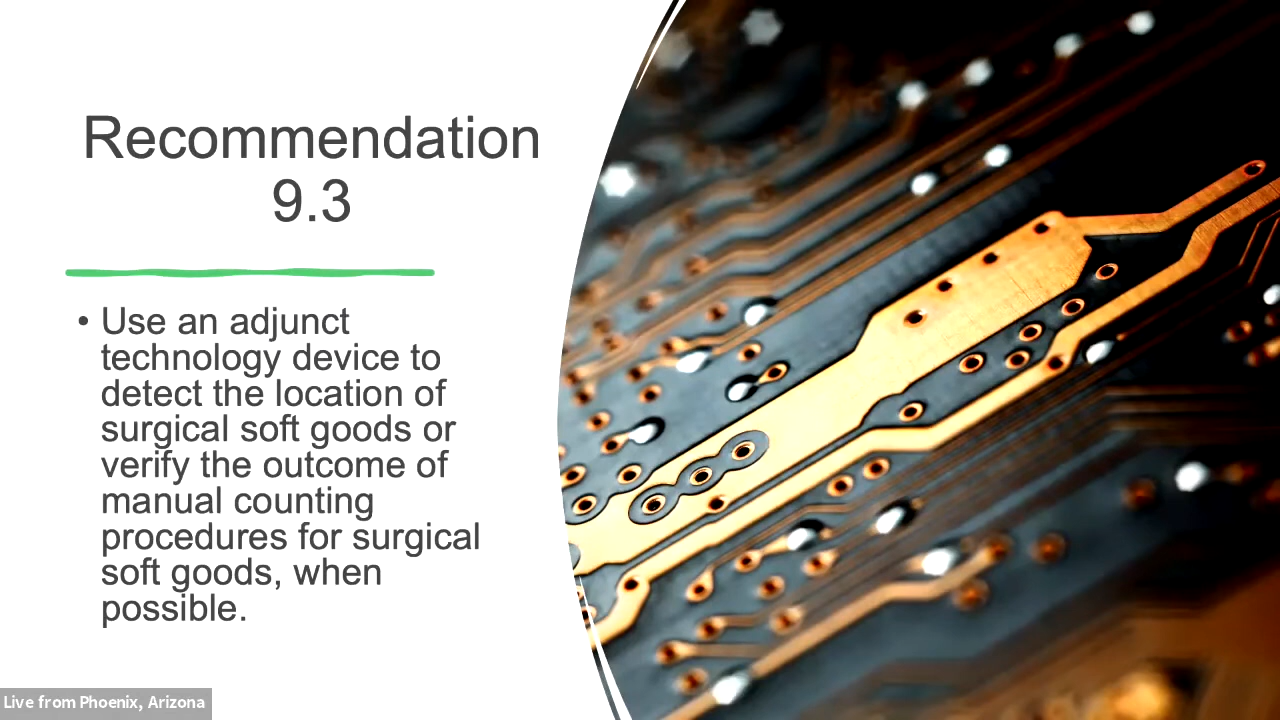 Recommendation
9.3
• Use an adjunct
technology device to
detect the location of
surgical soft goods or
verify the outcome of
manual counting
procedures for surgical
soft goods, when
possible.
Live from Phoenix, Arizona